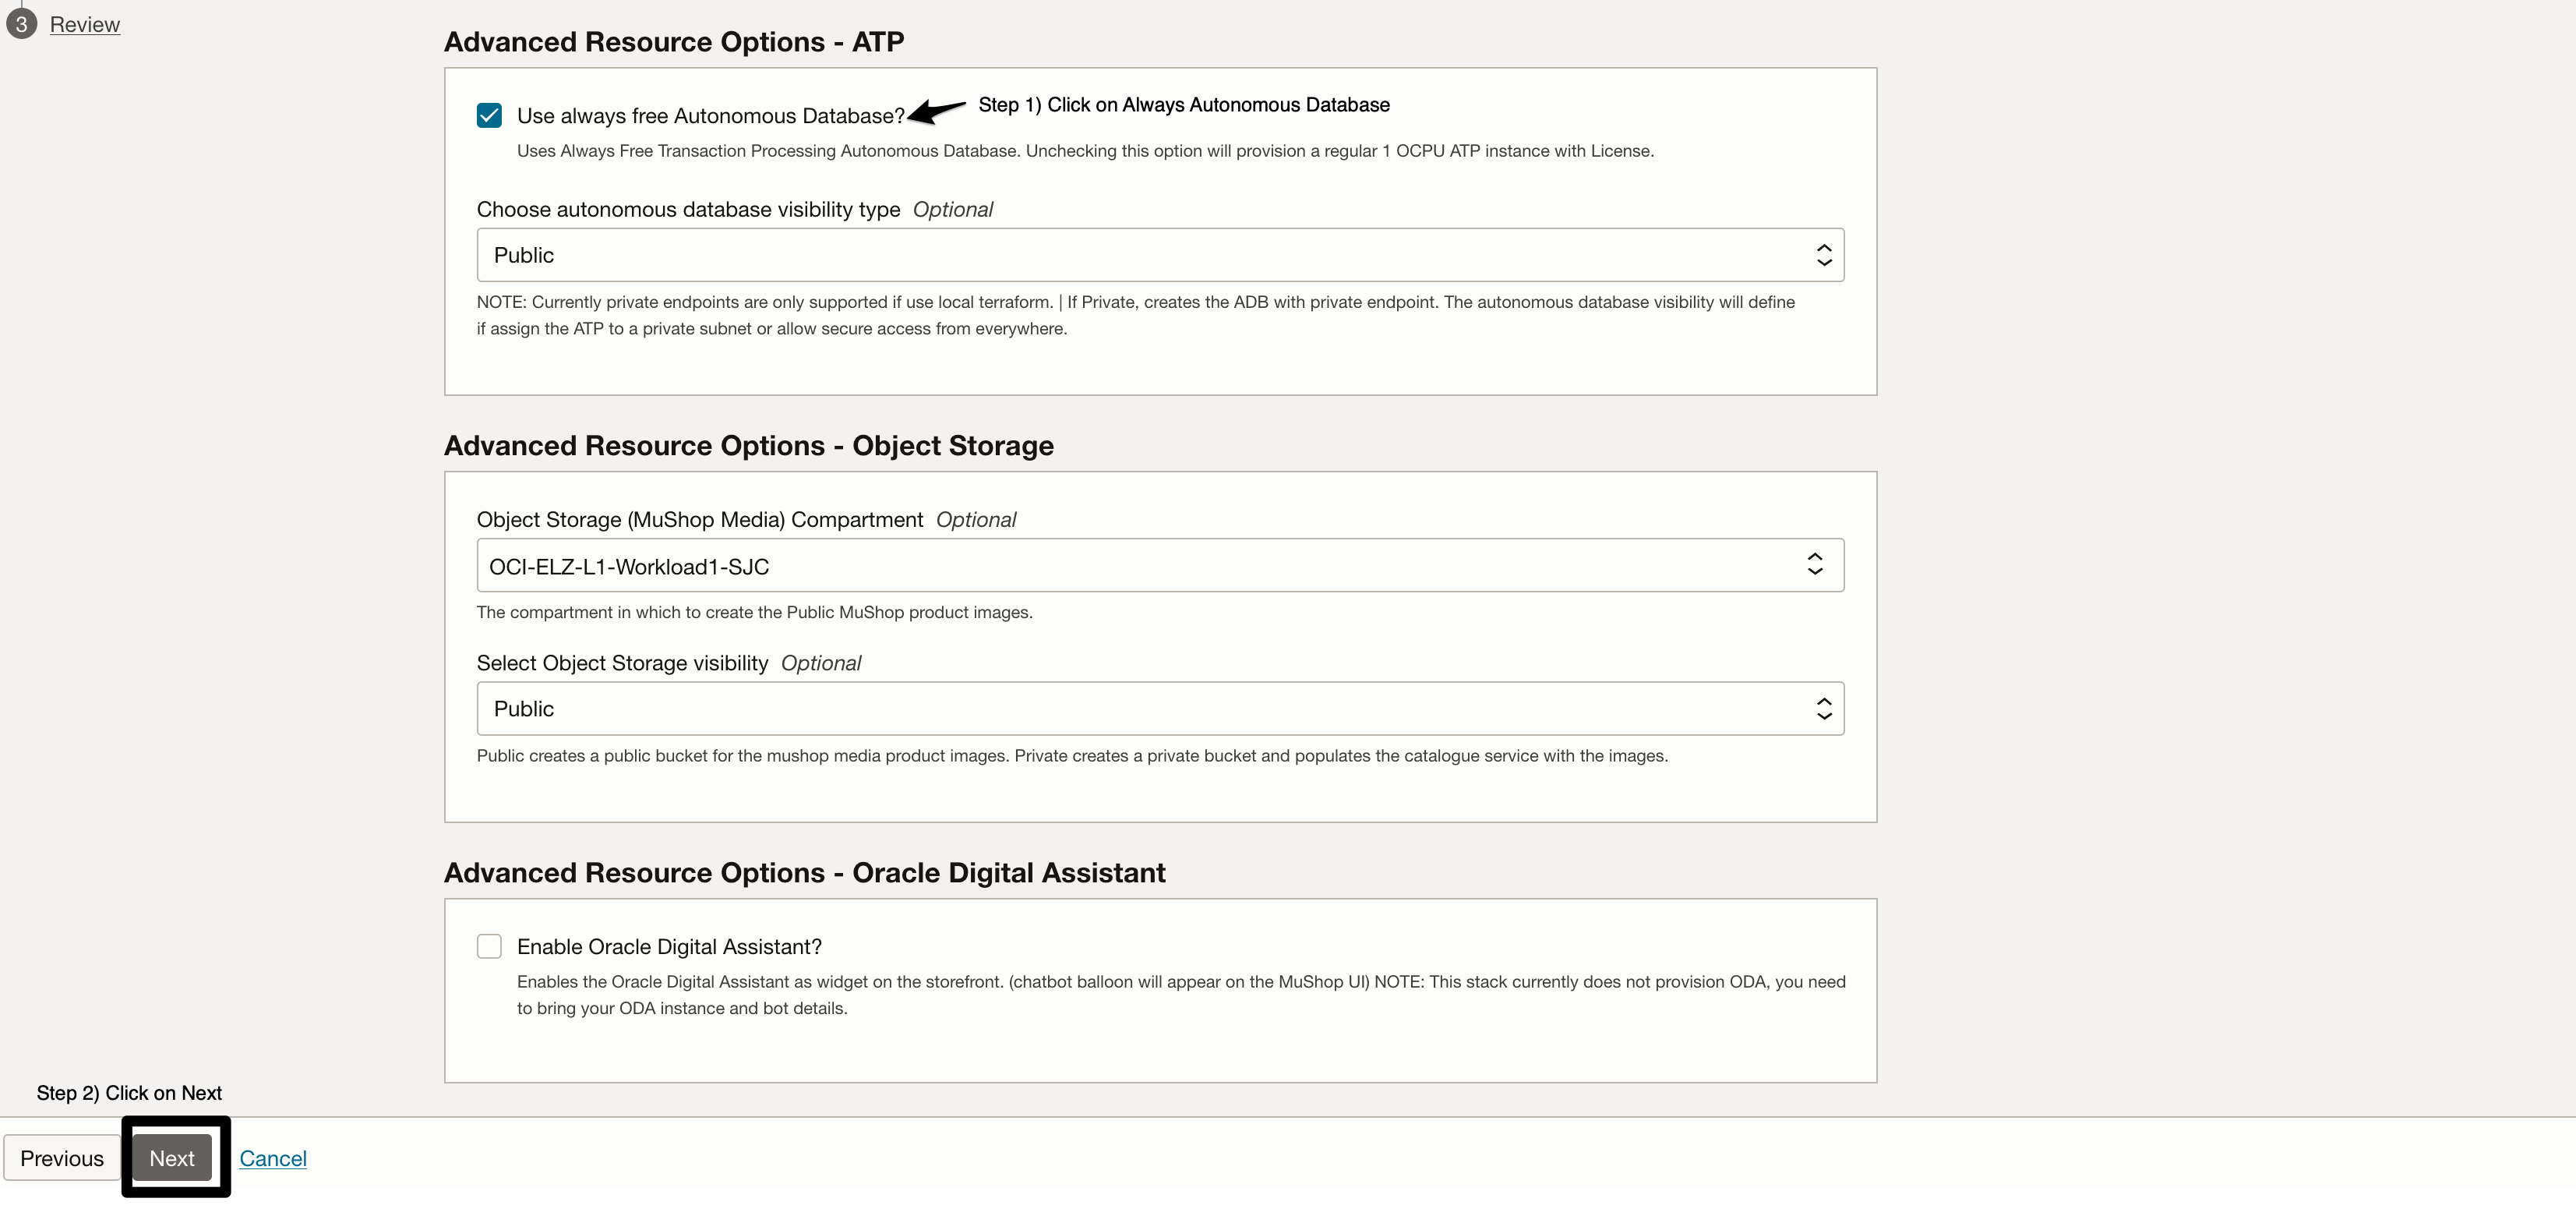 3 Review
Advanced Resource Options - ATP
Use always free Autonomous Database?
Step 1) Click on Always Autonomous Database
Uses Always Free Transaction Processing Autonomous Database. Unchecking this option will provision a regular 1 OCPU ATP instance with License.
Choose autonomous database visibility type Optional
Public
NOTE: Currently private endpoints are only supported if use local terraform. | If Private, creates the ADB with private endpoint. The autonomous database visibility will define
if assign the ATP to a private subnet or allow secure access from everywhere.
Advanced Resource Options - Object Storage
Object Storage (MuShop Media) Compartment Optional
OCI-ELZ-L1-Workload1-SJC
The compartment in which to create the Public MuShop product images.
Select Object Storage visibility Optional
Public
Public creates a public bucket for the mushop media product images. Private creates a private bucket and populates the catalogue service with the images.
Advanced Resource Options - Oracle Digital Assistant
Enable Oracle Digital Assistant?
Enables the Oracle Digital Assistant as widget on the storefront. (chatbot balloon will appear on the MuShop UI) NOTE: This stack currently does not provision ODA, you need
to bring your ODA instance and bot details.
Step 2) Click on Next
Previous Next Cancel